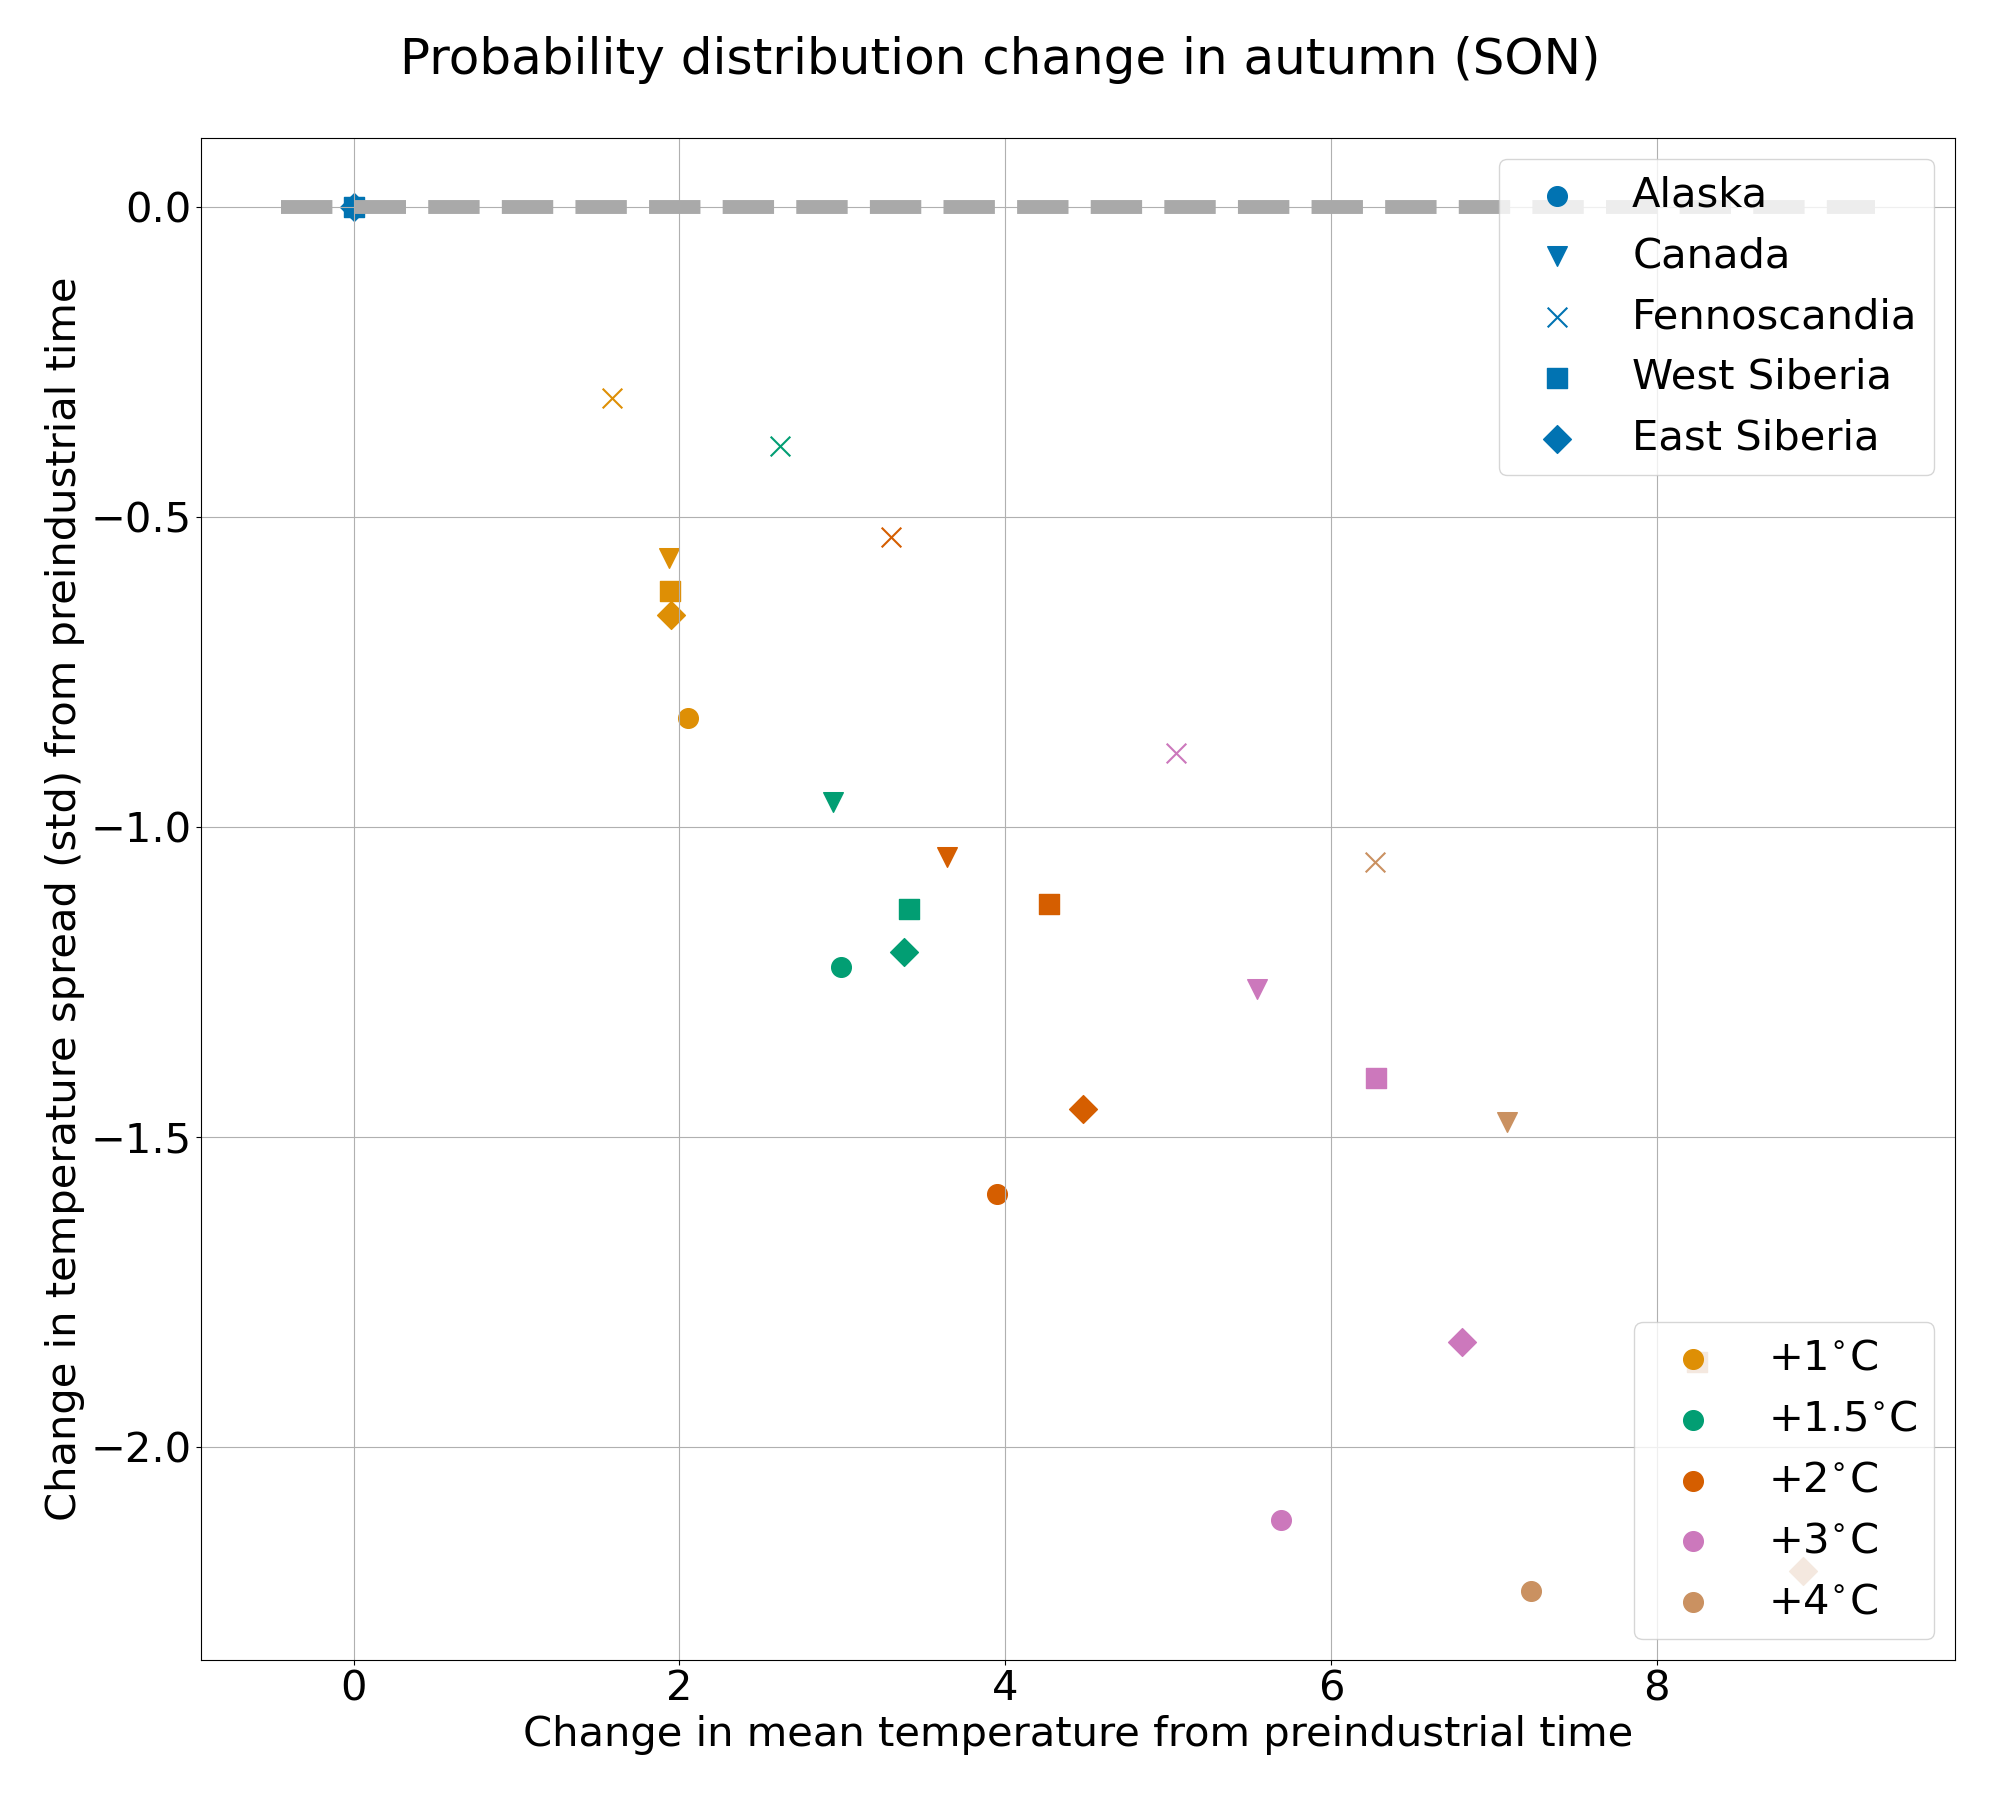 Probability distribution change in autumn (SON)
Alaska
Canada
Fennoscandia
West Siberia
East Siberia
0.0
−0.5
−1.0
−1.5
−2.0
Change in temperature spread (std) from preindustrial time
+1°C
+1.5°C
+2°C
+3°C
+4°C
0 2 4 6 8
Change in mean temperature from preindustrial time